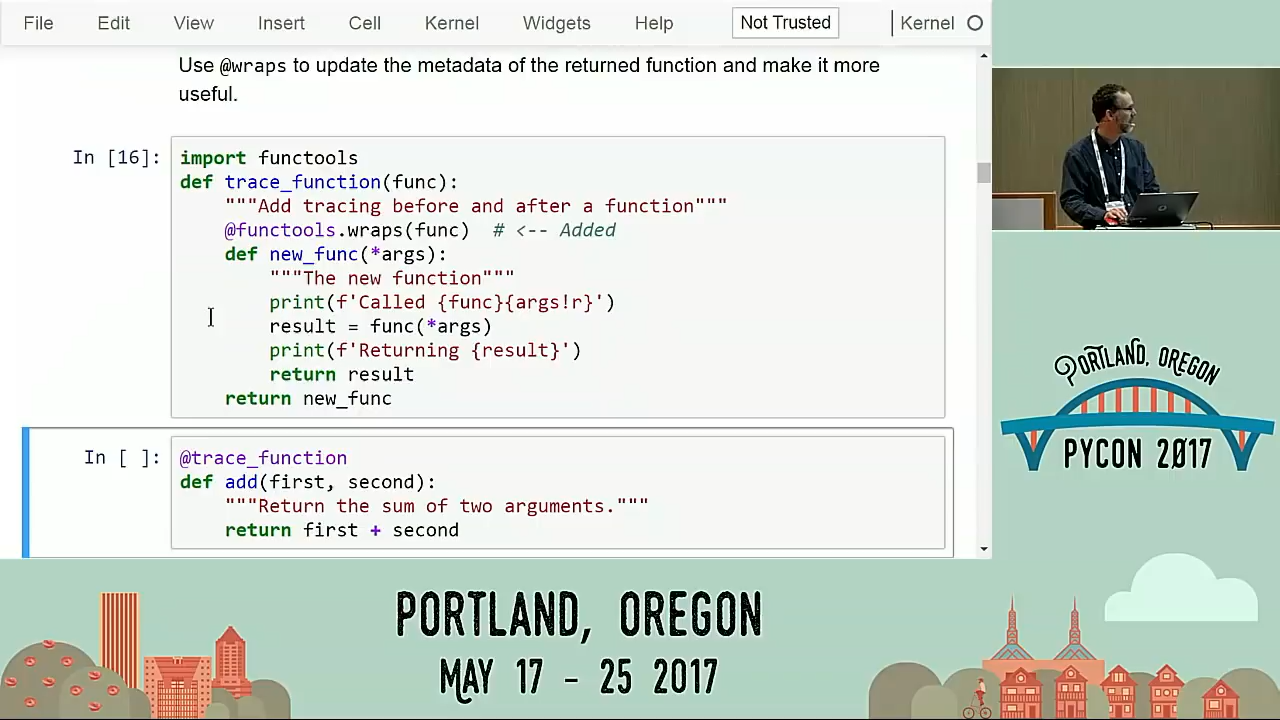 File Edit View Insert Cell Kernel Widgets Help Not Trusted Kernel
Use @wraps to update the metadata of the returned function and make it more
useful.
In [16]: import functools
def trace_function(func):
    """Add tracing before and after a function"""
    @functools.wraps(func)  # <-- Added
    def new_func(*args):
        """The new function"""
        print(f'Called {func}{args!r}')
        result = func(*args)
        print(f'Returning {result}')
        return result
    return new_func
In [ ]: @trace_function
def add(first, second):
    """Return the sum of two arguments."""
    return first + second
PORTLAND, OREGON
PYCON 2017
PORTLAND, OREGON
MAY 17 - 25 2017